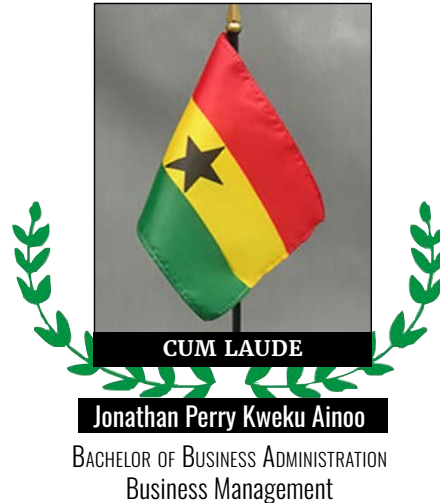 CUM LAUDE
Jonathan Perry Kweku Ainoo
Bachelor of Business Administration
Business Management